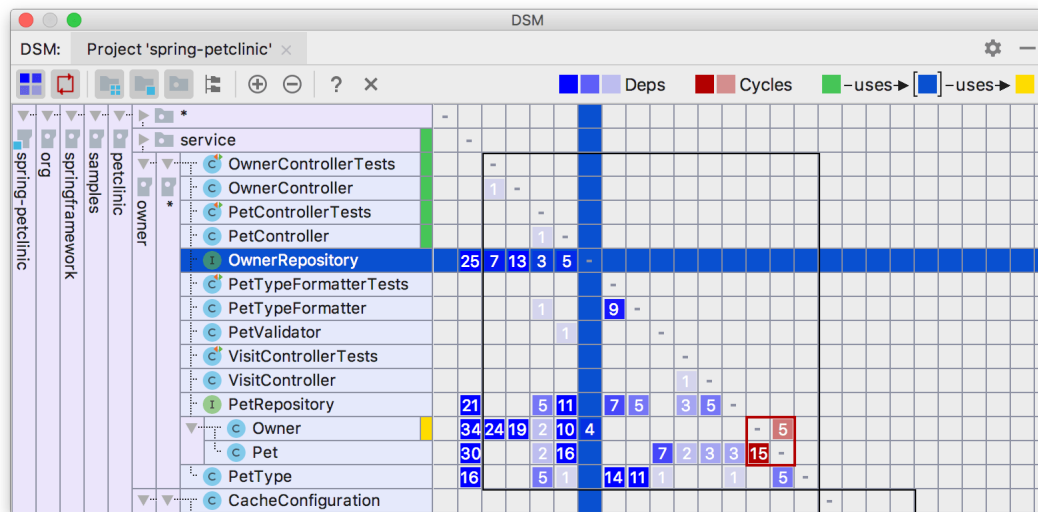 DSM
DSM: Project 'spring-petclinic' ×
? × Deps Cycles -uses→[ ]-uses→
spring-petclinic
org
springframework
samples
petclinic
owner
*
* -
service -
OwnerControllerTests -
OwnerController 1 -
PetControllerTests -
PetController 1 -
OwnerRepository 25 7 13 3 5 -
PetTypeFormatterTests -
PetTypeFormatter 1 9 -
PetValidator 1 -
VisitControllerTests -
VisitController 1 -
PetRepository 21 5 11 7 5 3 5 -
Owner 34 24 19 2 10 4 - 5
Pet 30 2 16 7 2 3 3 15 -
PetType 16 5 1 14 11 1 1 5 -
CacheConfiguration -